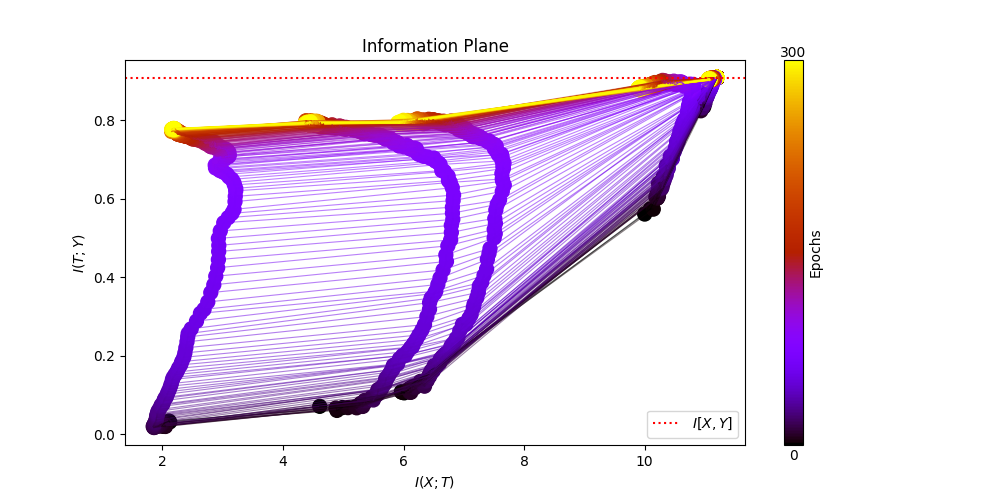 Information Plane
300
0.8
0.6
0.4
0.2
0.0
I(T; Y)
2
4
6
8
10
I(X; T)
I[X, Y]
Epochs
0